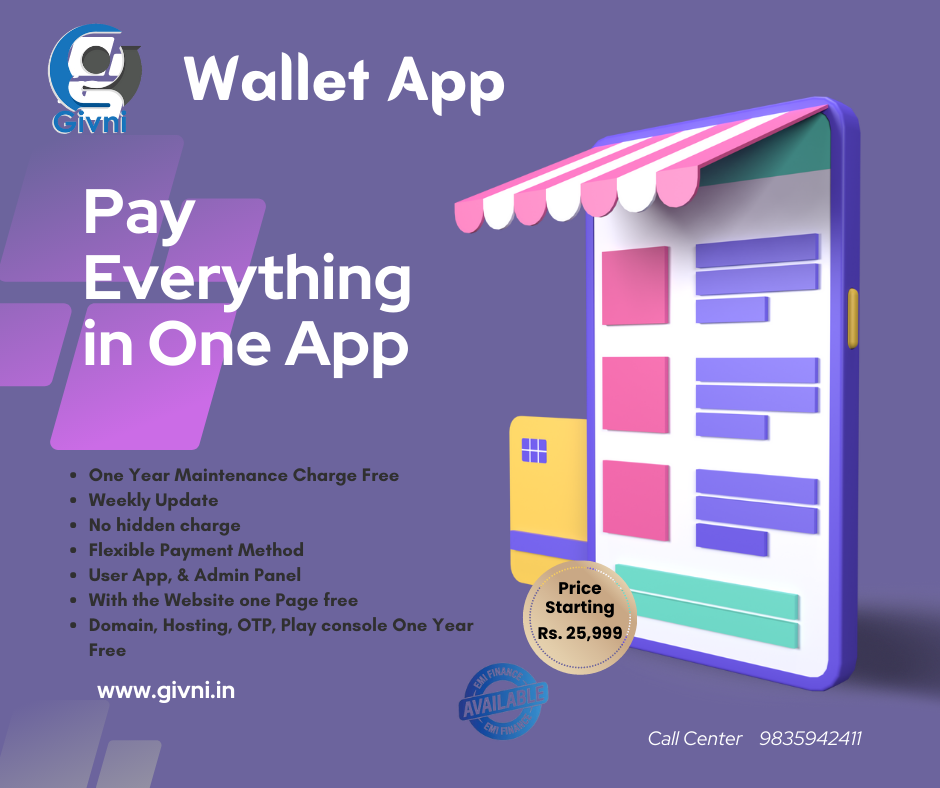 Givni
Wallet App
Pay
Everything
in One App
One Year Maintenance Charge Free
Weekly Update
No hidden charge
Flexible Payment Method
User App, & Admin Panel
With the Website one Page free
Domain, Hosting, OTP, Play console One Year
Free
www.givni.in
Price
Starting
Rs. 25,999
EMI FINANCE
AVAILABLE
EMI FINANCE
Call Center 9835942411